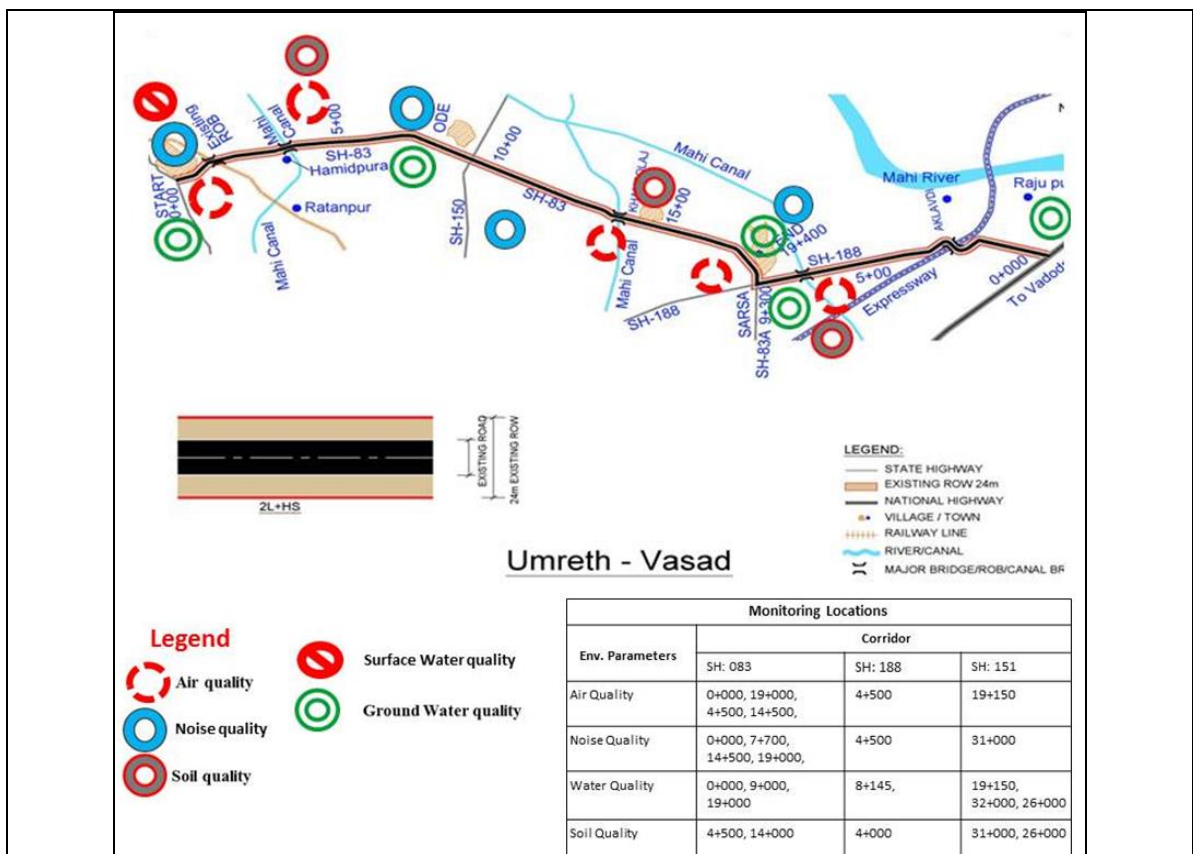 Existing
ROB
Mahi
Canal
5+00
ODE
10+00
SH-83
Hamidpura
START
0+00
Ratanpur
Mahi Canal
SH-150
SH-83
Mahi Canal
15+00
Mahi Canal
END
19+400
SH-188
SARSA
SH-83A 9+300
SH-188
5+00
Expressway
Mahi River
AKLAVDI
Raju pu
0+000
To Vadod
EXISTING ROAD
24m EXISTING ROW
2L+HS
LEGEND:
STATE HIGHWAY
EXISTING ROW 24m
NATIONAL HIGHWAY
VILLAGE / TOWN
RAILWAY LINE
RIVER/CANAL
MAJOR BRIDGE/ROB/CANAL BR
Umreth - Vasad
Legend
Air quality
Noise quality
Soil quality
Surface Water quality
Ground Water quality
Monitoring Locations
Env. Parameters
Corridor
SH: 083 SH: 188 SH: 151
Air Quality 0+000, 19+000, 4+500 19+150
4+500, 14+500,
Noise Quality 0+000, 7+700, 4+500 31+000
14+500, 19+000,
Water Quality 0+000, 9+000, 8+145, 19+150,
19+000 32+000, 26+000
Soil Quality 4+500, 14+000 4+000 31+000, 26+000